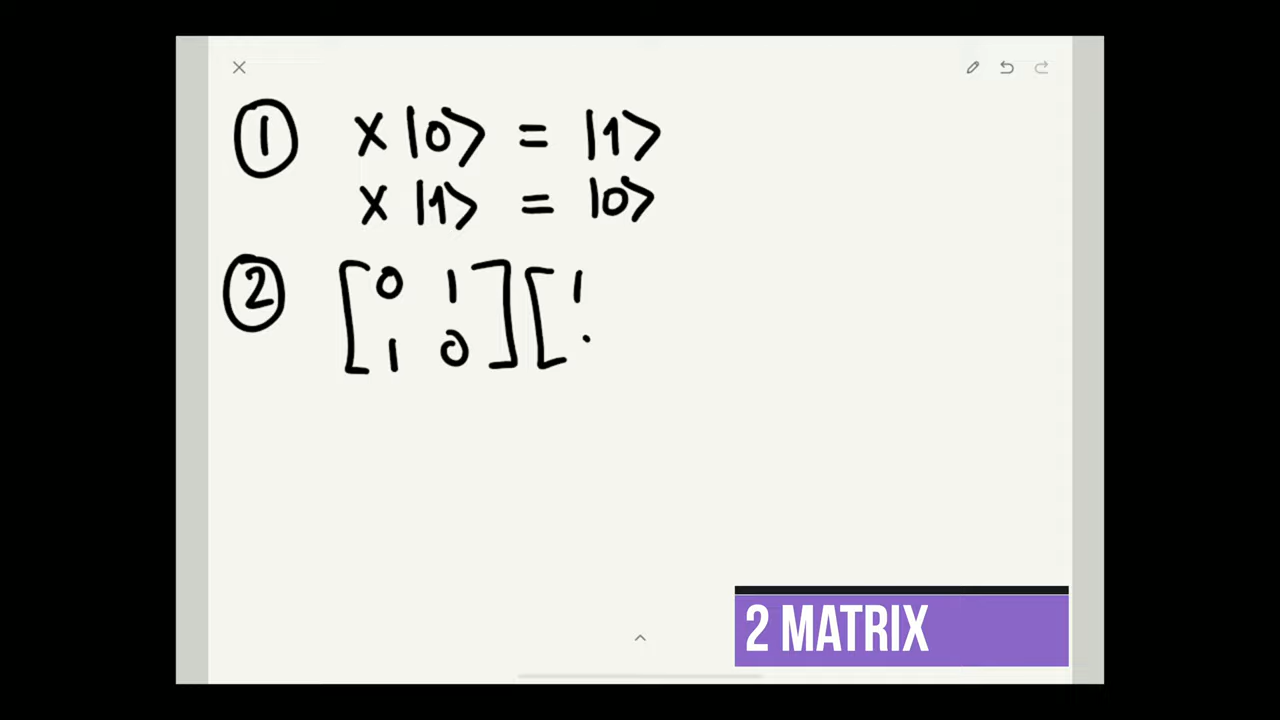 ① X|0⟩ = |1⟩
X|1⟩ = |0⟩
② [0 1] [1
[1 0] [.
2 MATRIX